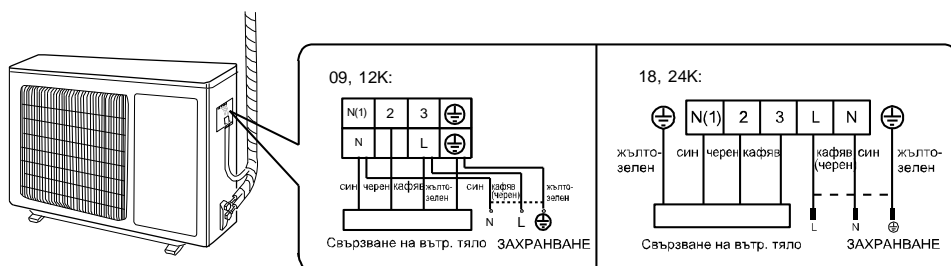 09, 12K:
N(1) 2 3
N L
син черен кафяв жълто-зелен син кафяв (черен) жълто-зелен
N L
Свързване на вътр. тяло ЗАХРАНВАНЕ
18, 24K:
N(1) 2 3 L N
жълто-зелен син черен кафяв кафяв (черен) син жълто-зелен
L N
Свързване на вътр. тяло ЗАХРАНВАНЕ